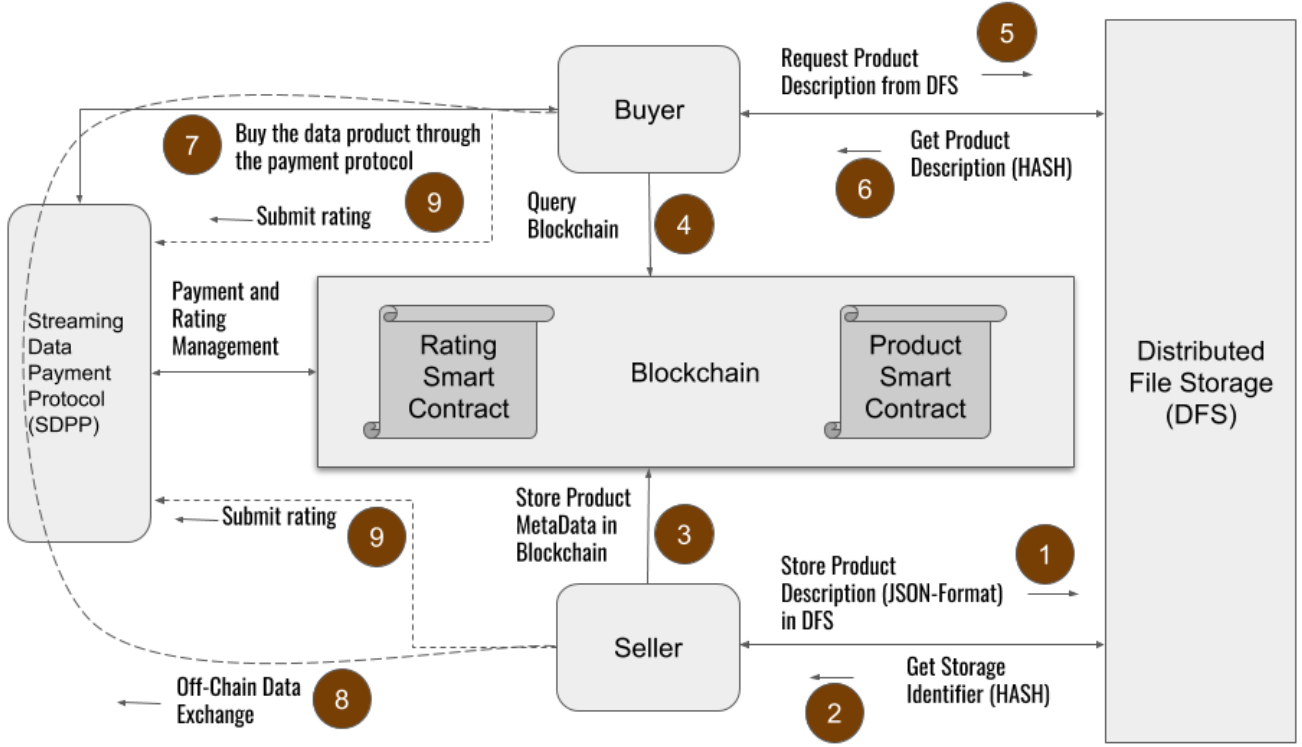 5
Request Product
Description from DFS
Buyer
7
Buy the data product through
the payment protocol
Get Product
Description (HASH)
6
9
Submit rating
Query
Blockchain
4
Payment and
Rating
Management
Streaming
Data
Payment
Protocol
(SDPP)
Rating
Smart
Contract
Blockchain
Product
Smart
Contract
Distributed
File Storage
(DFS)
Submit rating
9
Store Product
MetaData in
Blockchain
3
1
Store Product
Description (JSON-Format)
in DFS
Seller
Get Storage
Identifier (HASH)
2
Off-Chain Data
Exchange
8